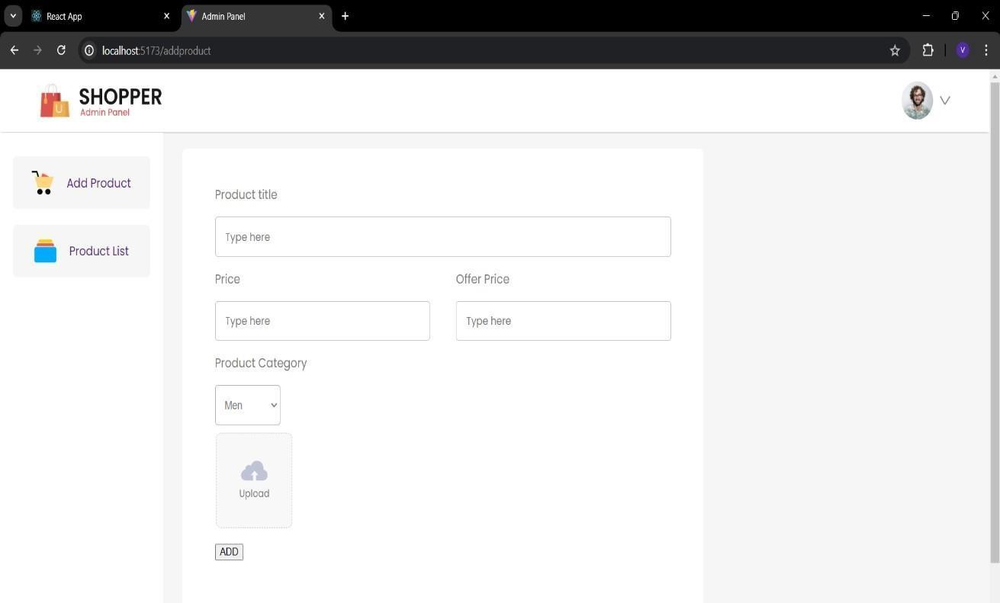 React App
Admin Panel
localhost:5173/addproduct
V
SHOPPER
Admin Panel
U
Add Product
Product List
Product title
Type here
Price Offer Price
Type here Type here
Product Category
Men
Upload
ADD